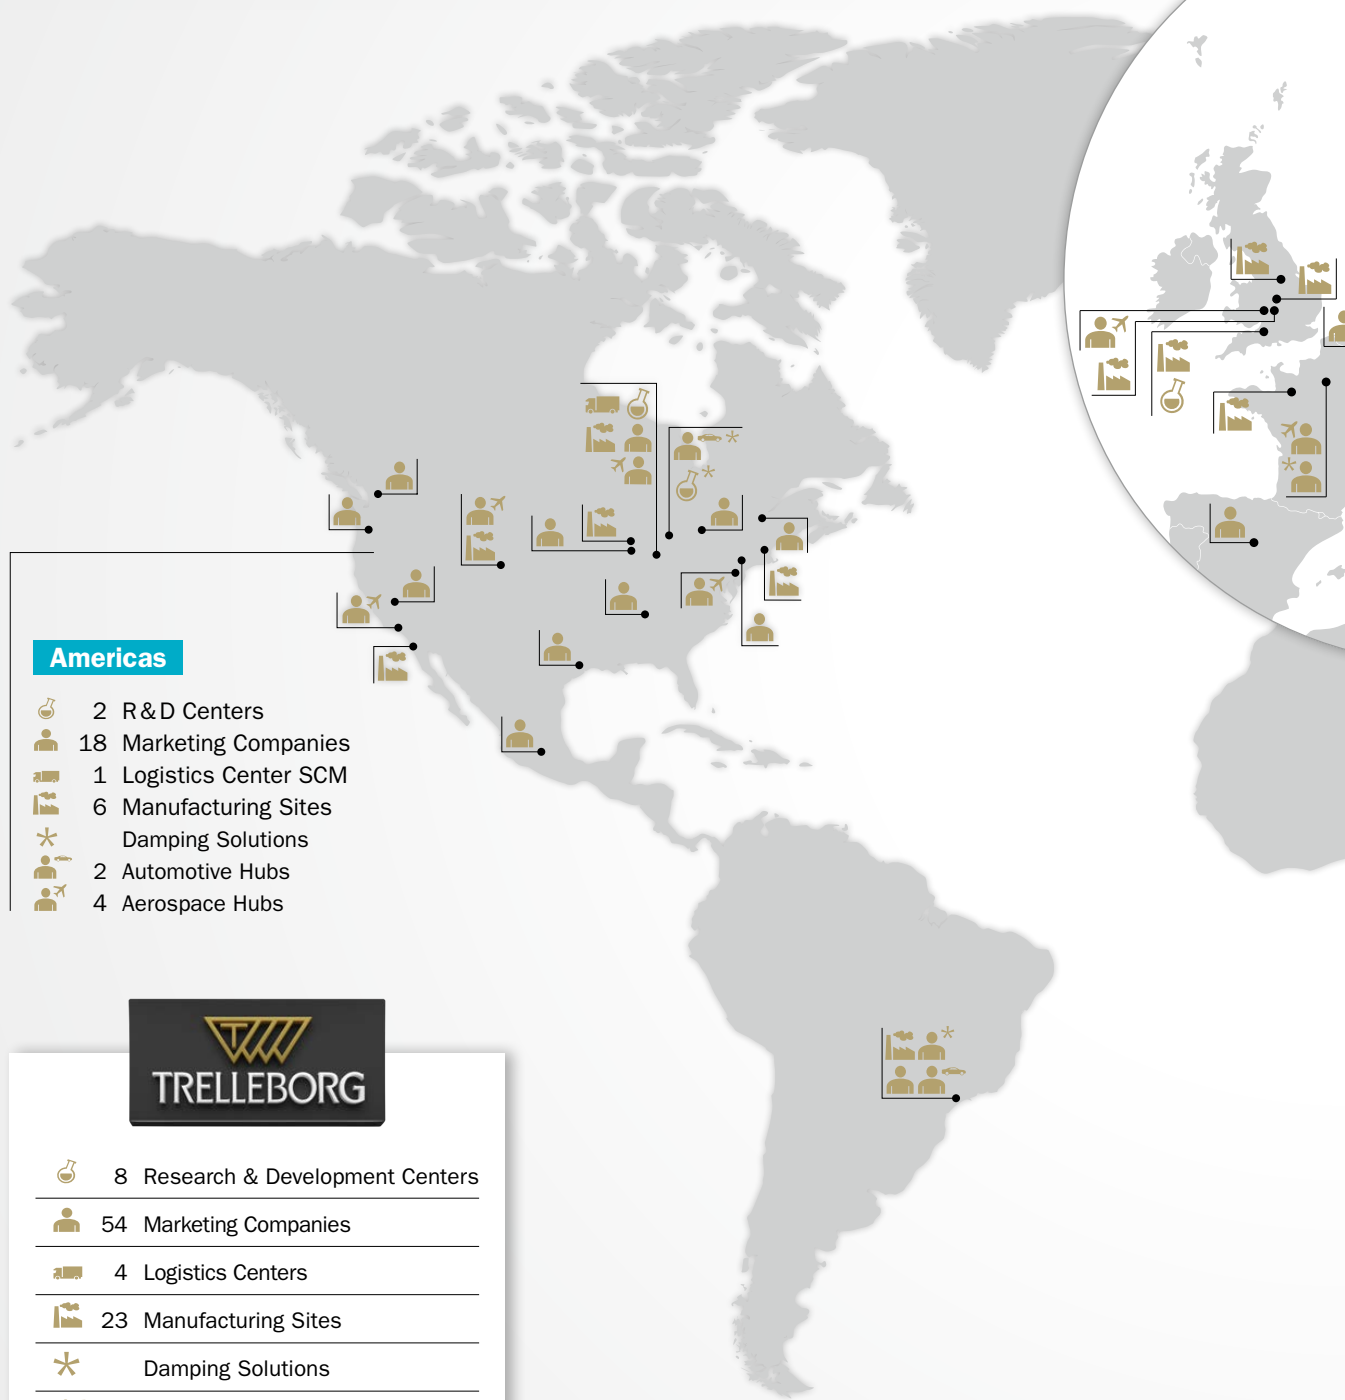 Americas
2 R&D Centers
18 Marketing Companies
1 Logistics Center SCM
6 Manufacturing Sites
Damping Solutions
2 Automotive Hubs
4 Aerospace Hubs
TRELLEBORG
8 Research & Development Centers
54 Marketing Companies
4 Logistics Centers
23 Manufacturing Sites
Damping Solutions